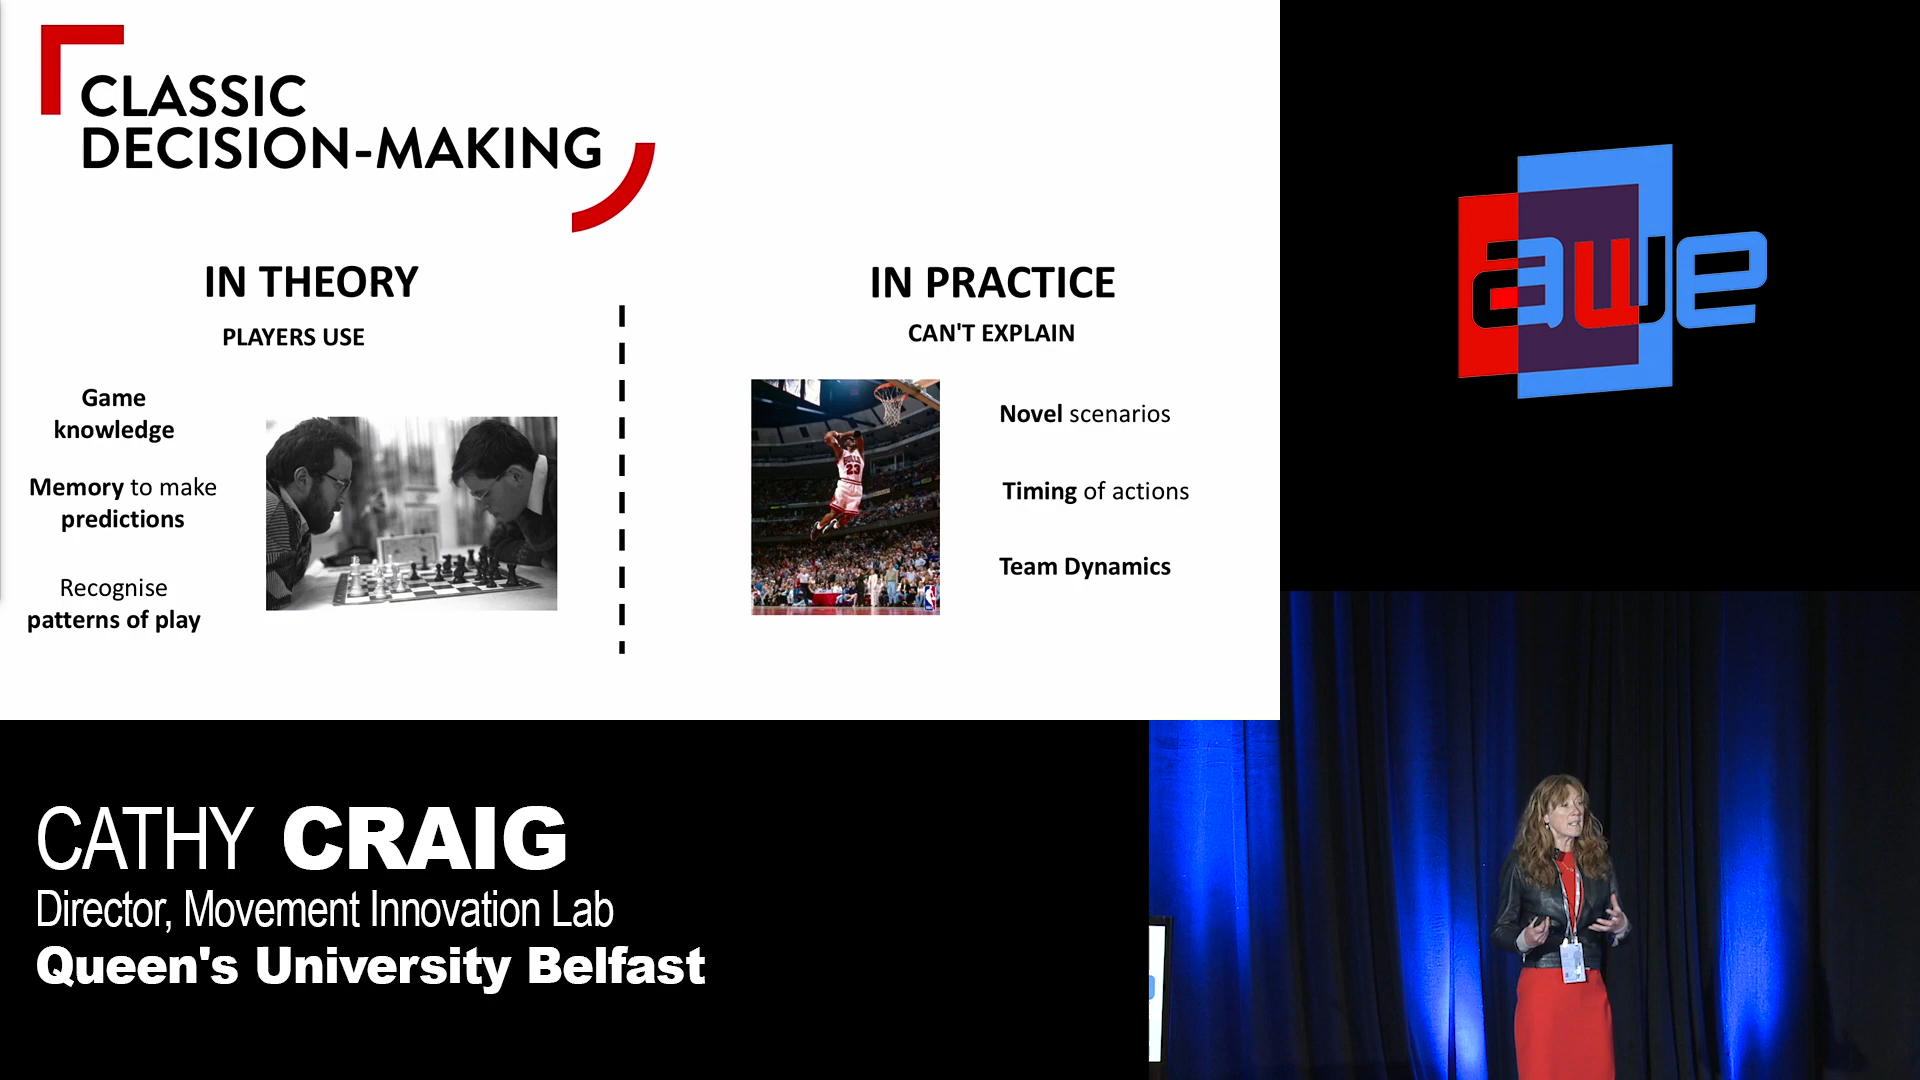 CLASSIC
DECISION-MAKING
IN THEORY
PLAYERS USE
Game
knowledge
Memory to make
predictions
Recognise
patterns of play
IN PRACTICE
CAN'T EXPLAIN
BULLS
23
Novel scenarios
Timing of actions
Team Dynamics
awe
CATHY CRAIG
Director, Movement Innovation Lab
Queen's University Belfast